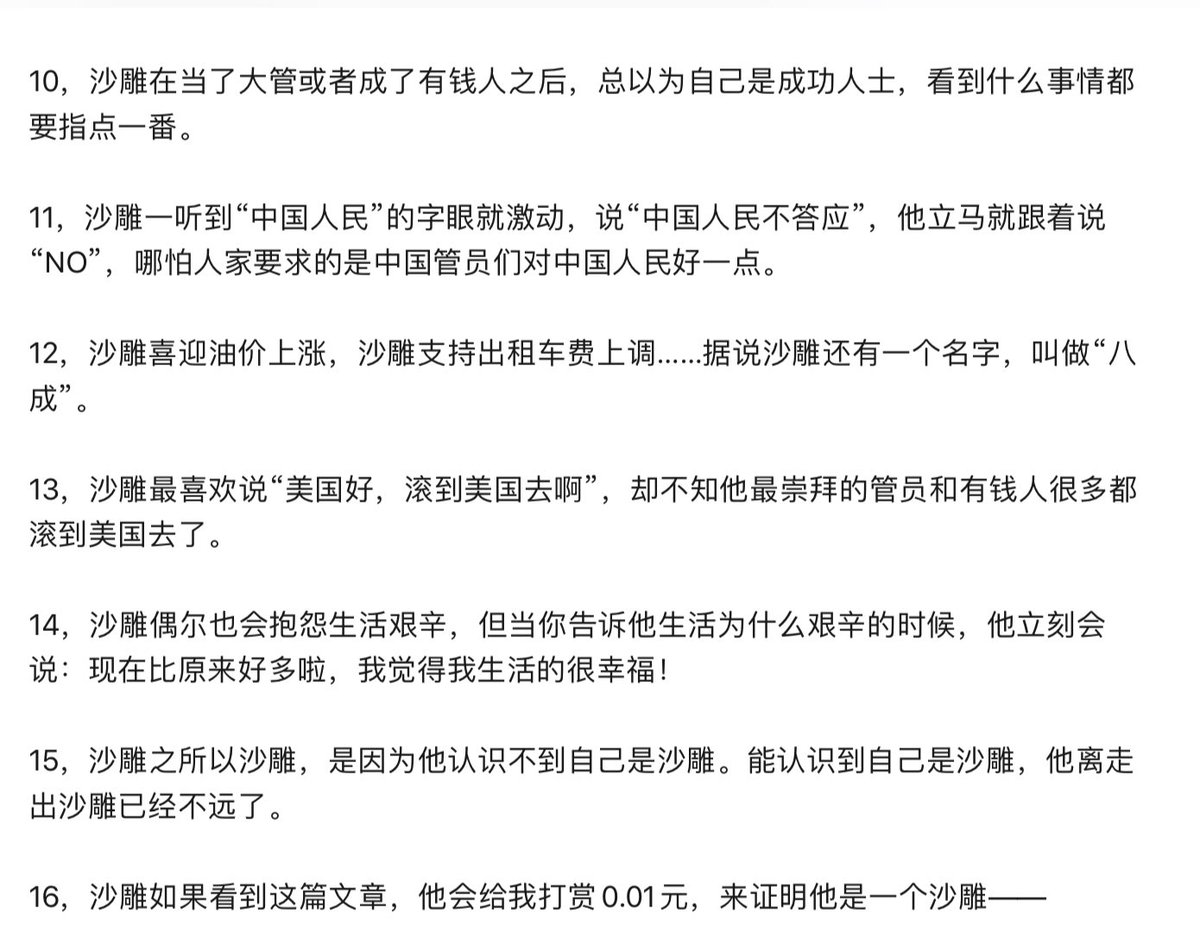 10，沙雕在当了大管或者成了有钱人之后，总以为自己是成功人士，看到什么事情都
要指点一番。
11，沙雕一听到“中国人民”的字眼就激动，说“中国人民不答应”，他立马就跟着说
“NO”，哪怕人家要求的是中国管员们对中国人民好一点。
12，沙雕喜迎油价上涨，沙雕支持出租车费上调……据说沙雕还有一个名字，叫做“八
成”。
13，沙雕最喜欢说“美国好，滚到美国去啊”，却不知他最崇拜的管员和有钱人很多都
滚到美国去了。
14，沙雕偶尔也会抱怨生活艰辛，但当你告诉他生活为什么艰辛的时候，他立刻会
说：现在比原来好多啦，我觉得我生活的很幸福！
15，沙雕之所以沙雕，是因为他认识不到自己是沙雕。能认识到自己是沙雕，他离走
出沙雕已经不远了。
16，沙雕如果看到这篇文章，他会给我打赏0.01元，来证明他是一个沙雕——